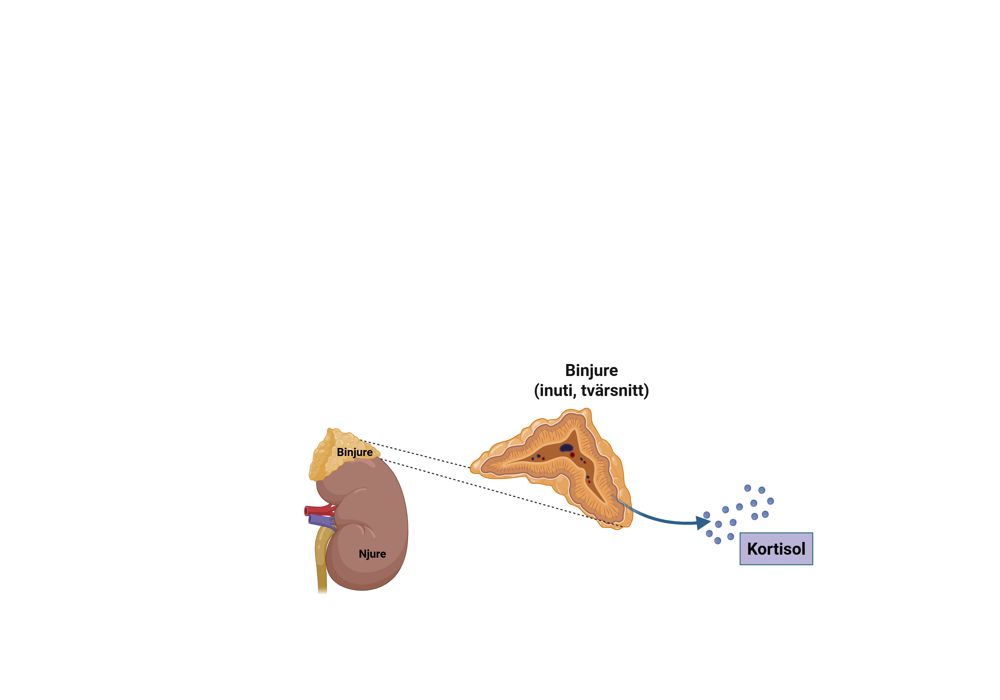 Binjure
(inuti, tvärsnitt)
Binjure
Njure
Kortisol